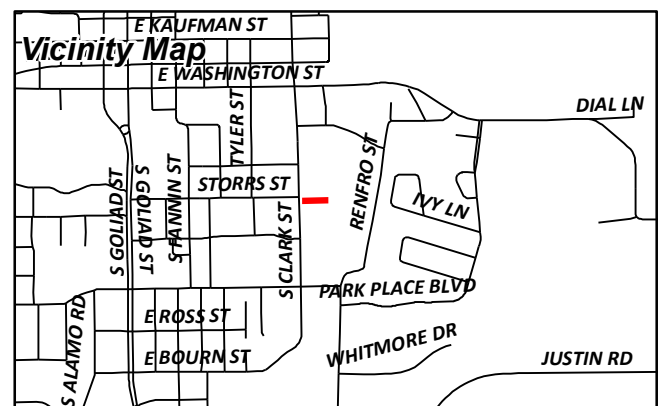 E KAUFMAN ST
Vicinity Map
E WASHINGTON ST
DIAL LN
TYLER ST
RENFRO ST
S GOLIAD ST
S GOLIAD ST
S FANNIN ST
STORRS ST
IVY LN
S CLARK ST
PARK PLACE BLVD
E ROSS ST
S ALAMO RD
E BOURN ST
WHITMORE DR
JUSTIN RD